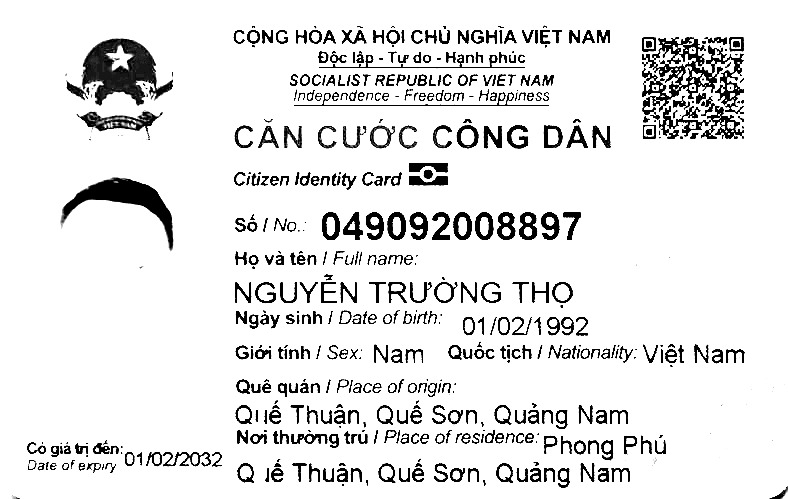 CỘNG HÒA XÃ HỘI CHỦ NGHĨA VIỆT NAM
Độc lập - Tự do - Hạnh phúc
SOCIALIST REPUBLIC OF VIET NAM
Independence - Freedom - Happiness
CĂN CƯỚC CÔNG DÂN
Citizen Identity Card
Số / No.: 049092008897
Họ và tên / Full name:
NGUYỄN TRƯỜNG THỌ
Ngày sinh / Date of birth: 01/02/1992
Giới tính / Sex: Nam Quốc tịch / Nationality: Việt Nam
Quê quán / Place of origin:
Quế Thuận, Quế Sơn, Quảng Nam
Nơi thường trú / Place of residence: Phong Phú
Quế Thuận, Quế Sơn, Quảng Nam
Có giá trị đến: 01/02/2032
Date of expiry